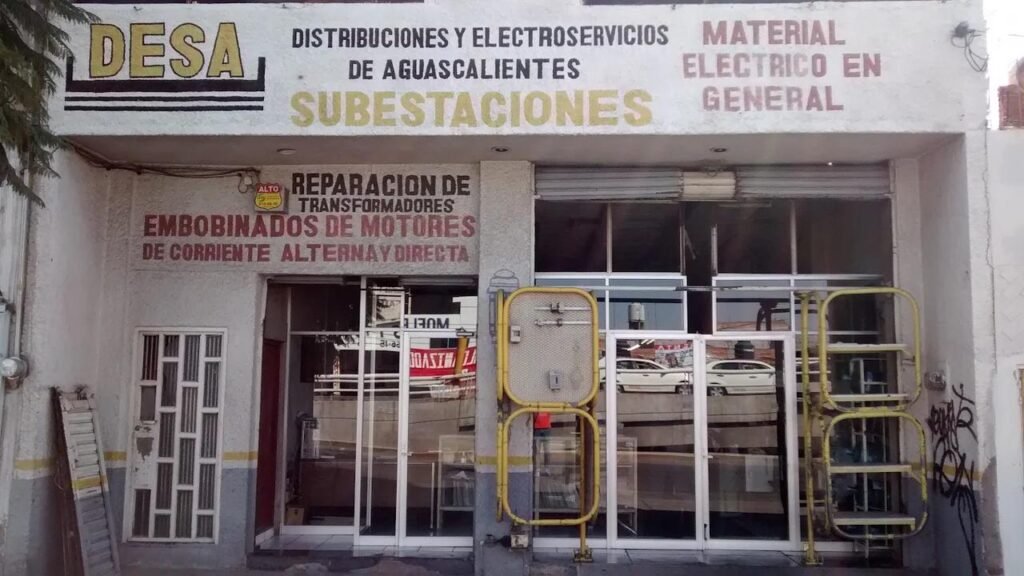 DESA
DISTRIBUCIONES Y ELECTROSERVICIOS
DE AGUASCALIENTES
SUBESTACIONES
MATERIAL
ELECTRICO EN
GENERAL
ALTO
REPARACION DE
TRANSFORMADORES
EMBOBINADOS DE MOTORES
DE CORRIENTE ALTERNA Y DIRECTA